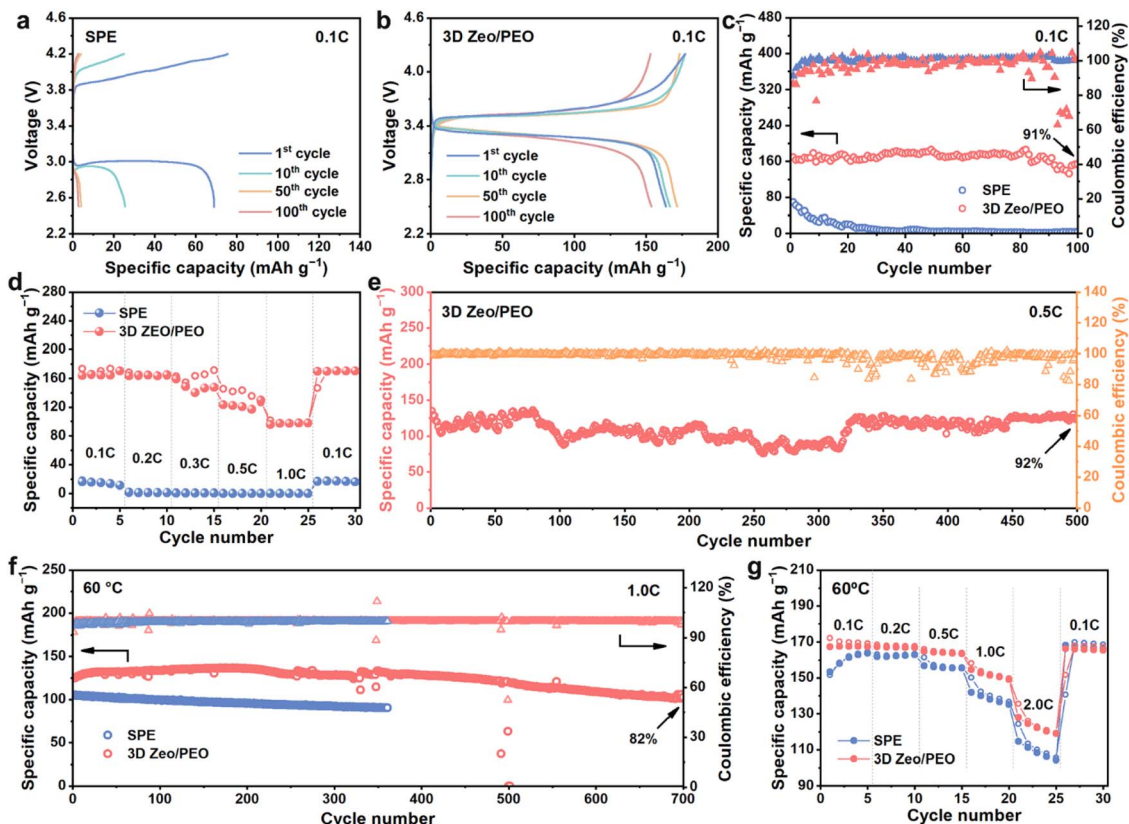 a
SPE
0.1C
4.6
4.2
3.8
3.4
3.0
2.6
2.2
Voltage (V)
1st cycle
10th cycle
50th cycle
100th cycle
0 20 40 60 80 100 120 140
Specific capacity (mAh g−1)
b
3D Zeo/PEO
0.1C
4.6
4.2
3.8
3.4
3.0
2.6
2.2
Voltage (V)
1st cycle
10th cycle
50th cycle
100th cycle
0 50 100 150 200
Specific capacity (mAh g−1)
c
0.1C
480
400
320
240
160
80
0
Specific capacity (mAh g−1)
120
100
80
60
40
20
0
Coulombic efficiency (%)
91%
SPE
3D Zeo/PEO
0 20 40 60 80 100
Cycle number
d
280
240
200
160
120
80
40
0
Specific capacity (mAh g−1)
SPE
3D ZEO/PEO
0.1C 0.2C 0.3C 0.5C 1.0C 0.1C
0 5 10 15 20 25 30
Cycle number
e
3D Zeo/PEO
0.5C
300
250
200
150
100
50
0
Specific capacity (mAh g−1)
140
120
100
80
60
40
20
0
Coulombic efficiency (%)
92%
0 50 100 150 200 250 300 350 400 450 500
Cycle number
f
60 °C
1.0C
250
200
150
100
50
0
Specific capacity (mAh g−1)
120
90
60
30
0
Coulombic efficiency (%)
82%
SPE
3D Zeo/PEO
0 100 200 300 400 500 600 700
Cycle number
g
60ºC
210
190
170
150
130
110
90
Specific capacity (mAh g−1)
0.1C 0.2C 0.5C 1.0C 2.0C 0.1C
SPE
3D Zeo/PEO
0 5 10 15 20 25 30
Cycle number